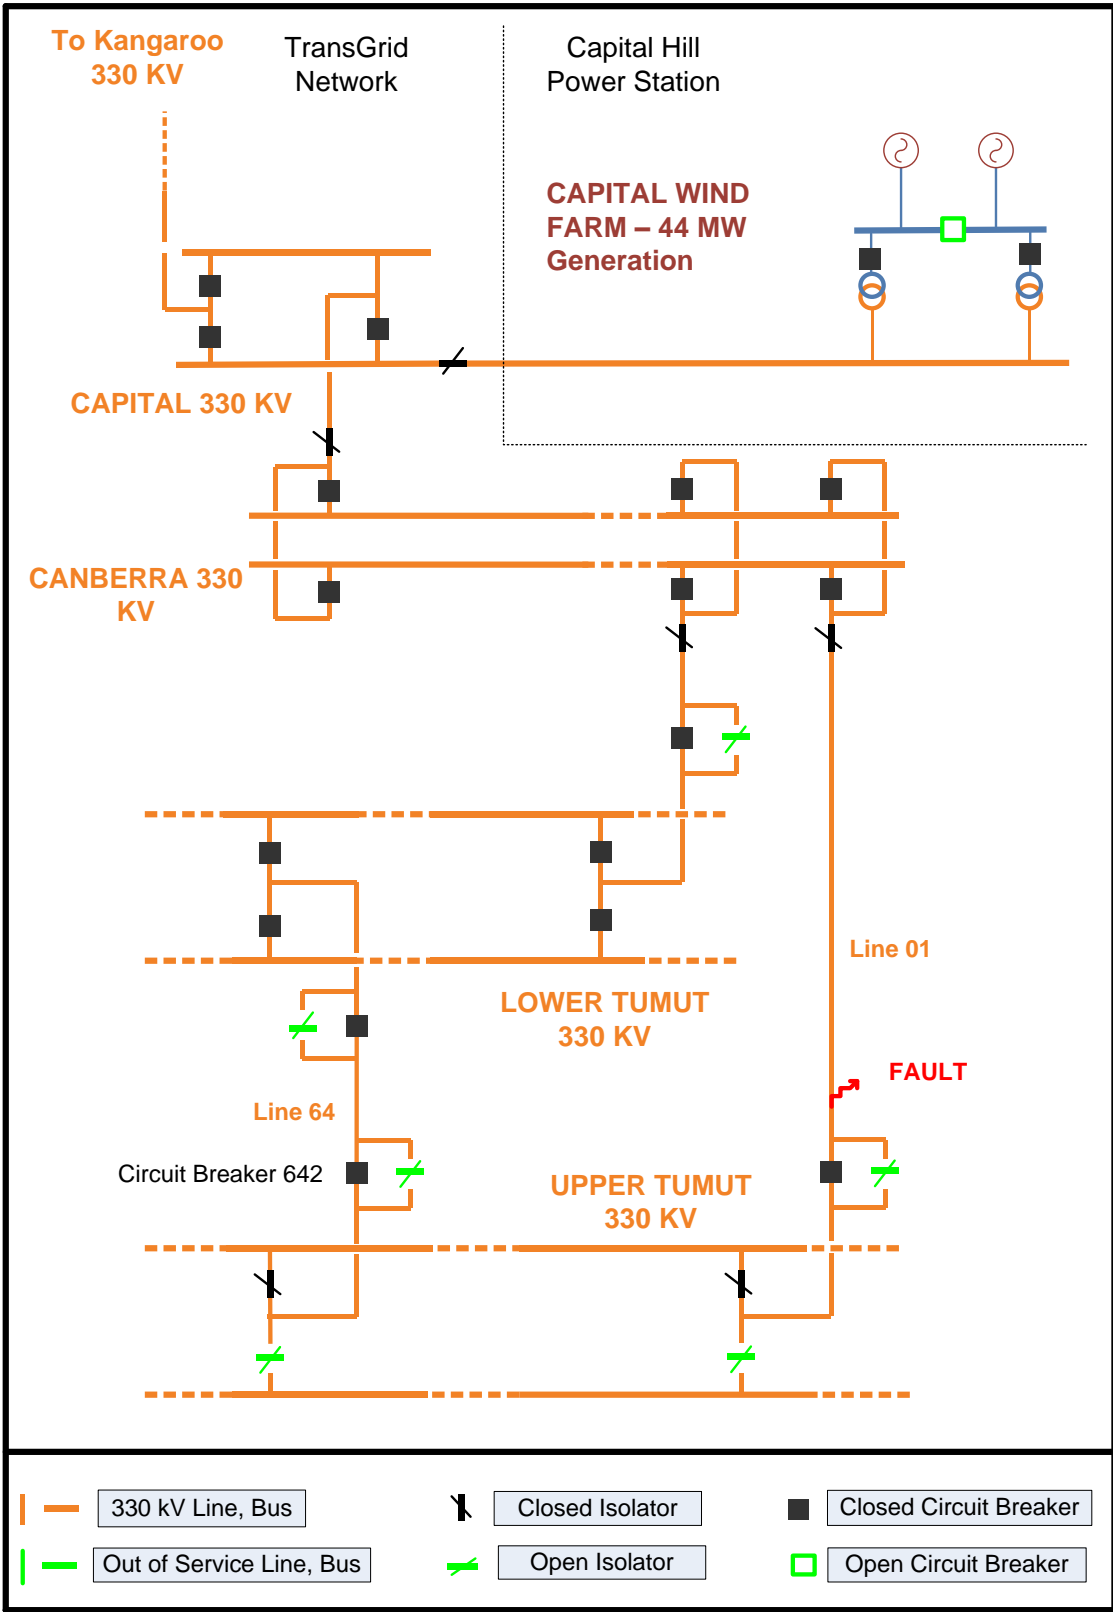 To Kangaroo
330 KV
TransGrid
Network
Capital Hill
Power Station
CAPITAL WIND
FARM – 44 MW
Generation
CAPITAL 330 KV
CANBERRA 330
KV
Line 01
LOWER TUMUT
330 KV
FAULT
Line 64
Circuit Breaker 642
UPPER TUMUT
330 KV
330 kV Line, Bus
Closed Isolator
Closed Circuit Breaker
Out of Service Line, Bus
Open Isolator
Open Circuit Breaker